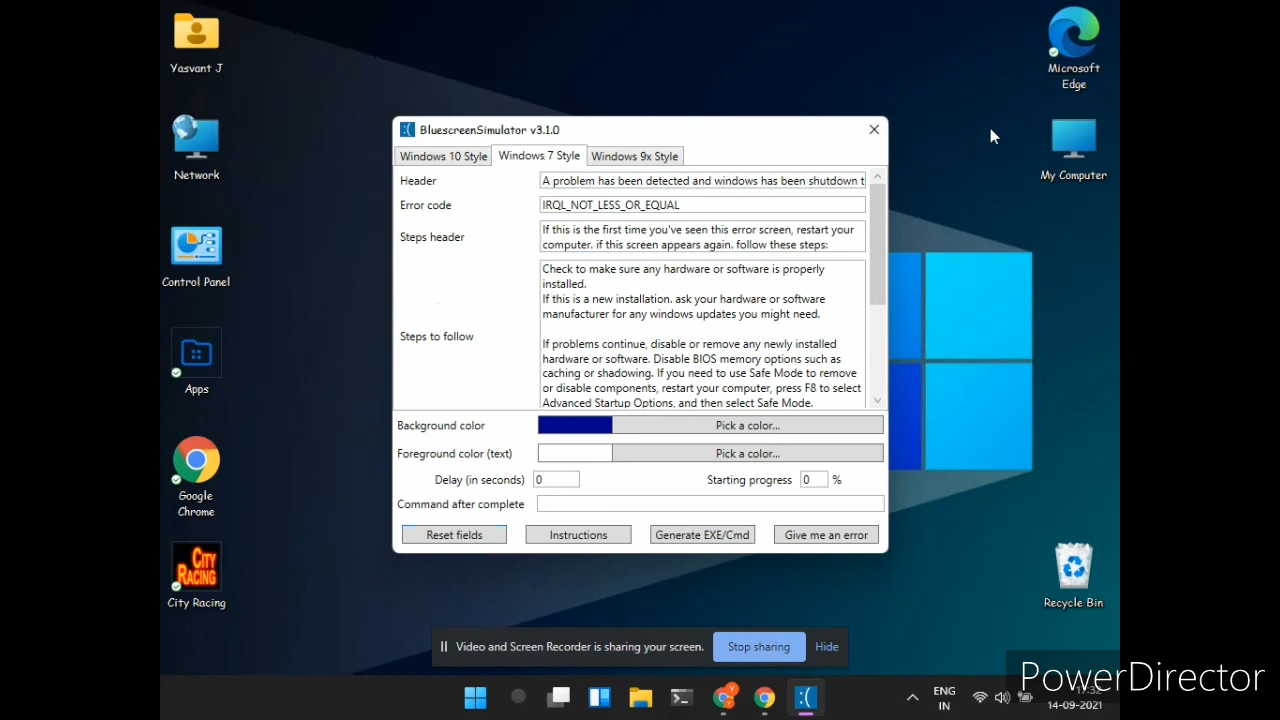 Yasvant J
Network
Control Panel
Apps
Google
Chrome
CITY
RACING
City Racing
BluescreenSimulator v3.1.0
Windows 10 Style
Windows 7 Style
Windows 9x Style
Header
A problem has been detected and windows has been shutdown t
Error code
IRQL_NOT_LESS_OR_EQUAL
Steps header
If this is the first time you've seen this error screen, restart your
computer. if this screen appears again. follow these steps:
Steps to follow
Check to make sure any hardware or software is properly
installed.
If this is a new installation. ask your hardware or software
manufacturer for any windows updates you might need.
If problems continue, disable or remove any newly installed
hardware or software. Disable BIOS memory options such as
caching or shadowing. If you need to use Safe Mode to remove
or disable components, restart your computer, press F8 to select
Advanced Startup Options, and then select Safe Mode.
Background color
Pick a color...
Foreground color (text)
Pick a color...
Delay (in seconds)
0
Starting progress
0
%
Command after complete
Reset fields
Instructions
Generate EXE/Cmd
Give me an error
Microsoft
Edge
My Computer
Recycle Bin
Video and Screen Recorder is sharing your screen.
Stop sharing
Hide
ENG
IN
14-09-2021
PowerDirector